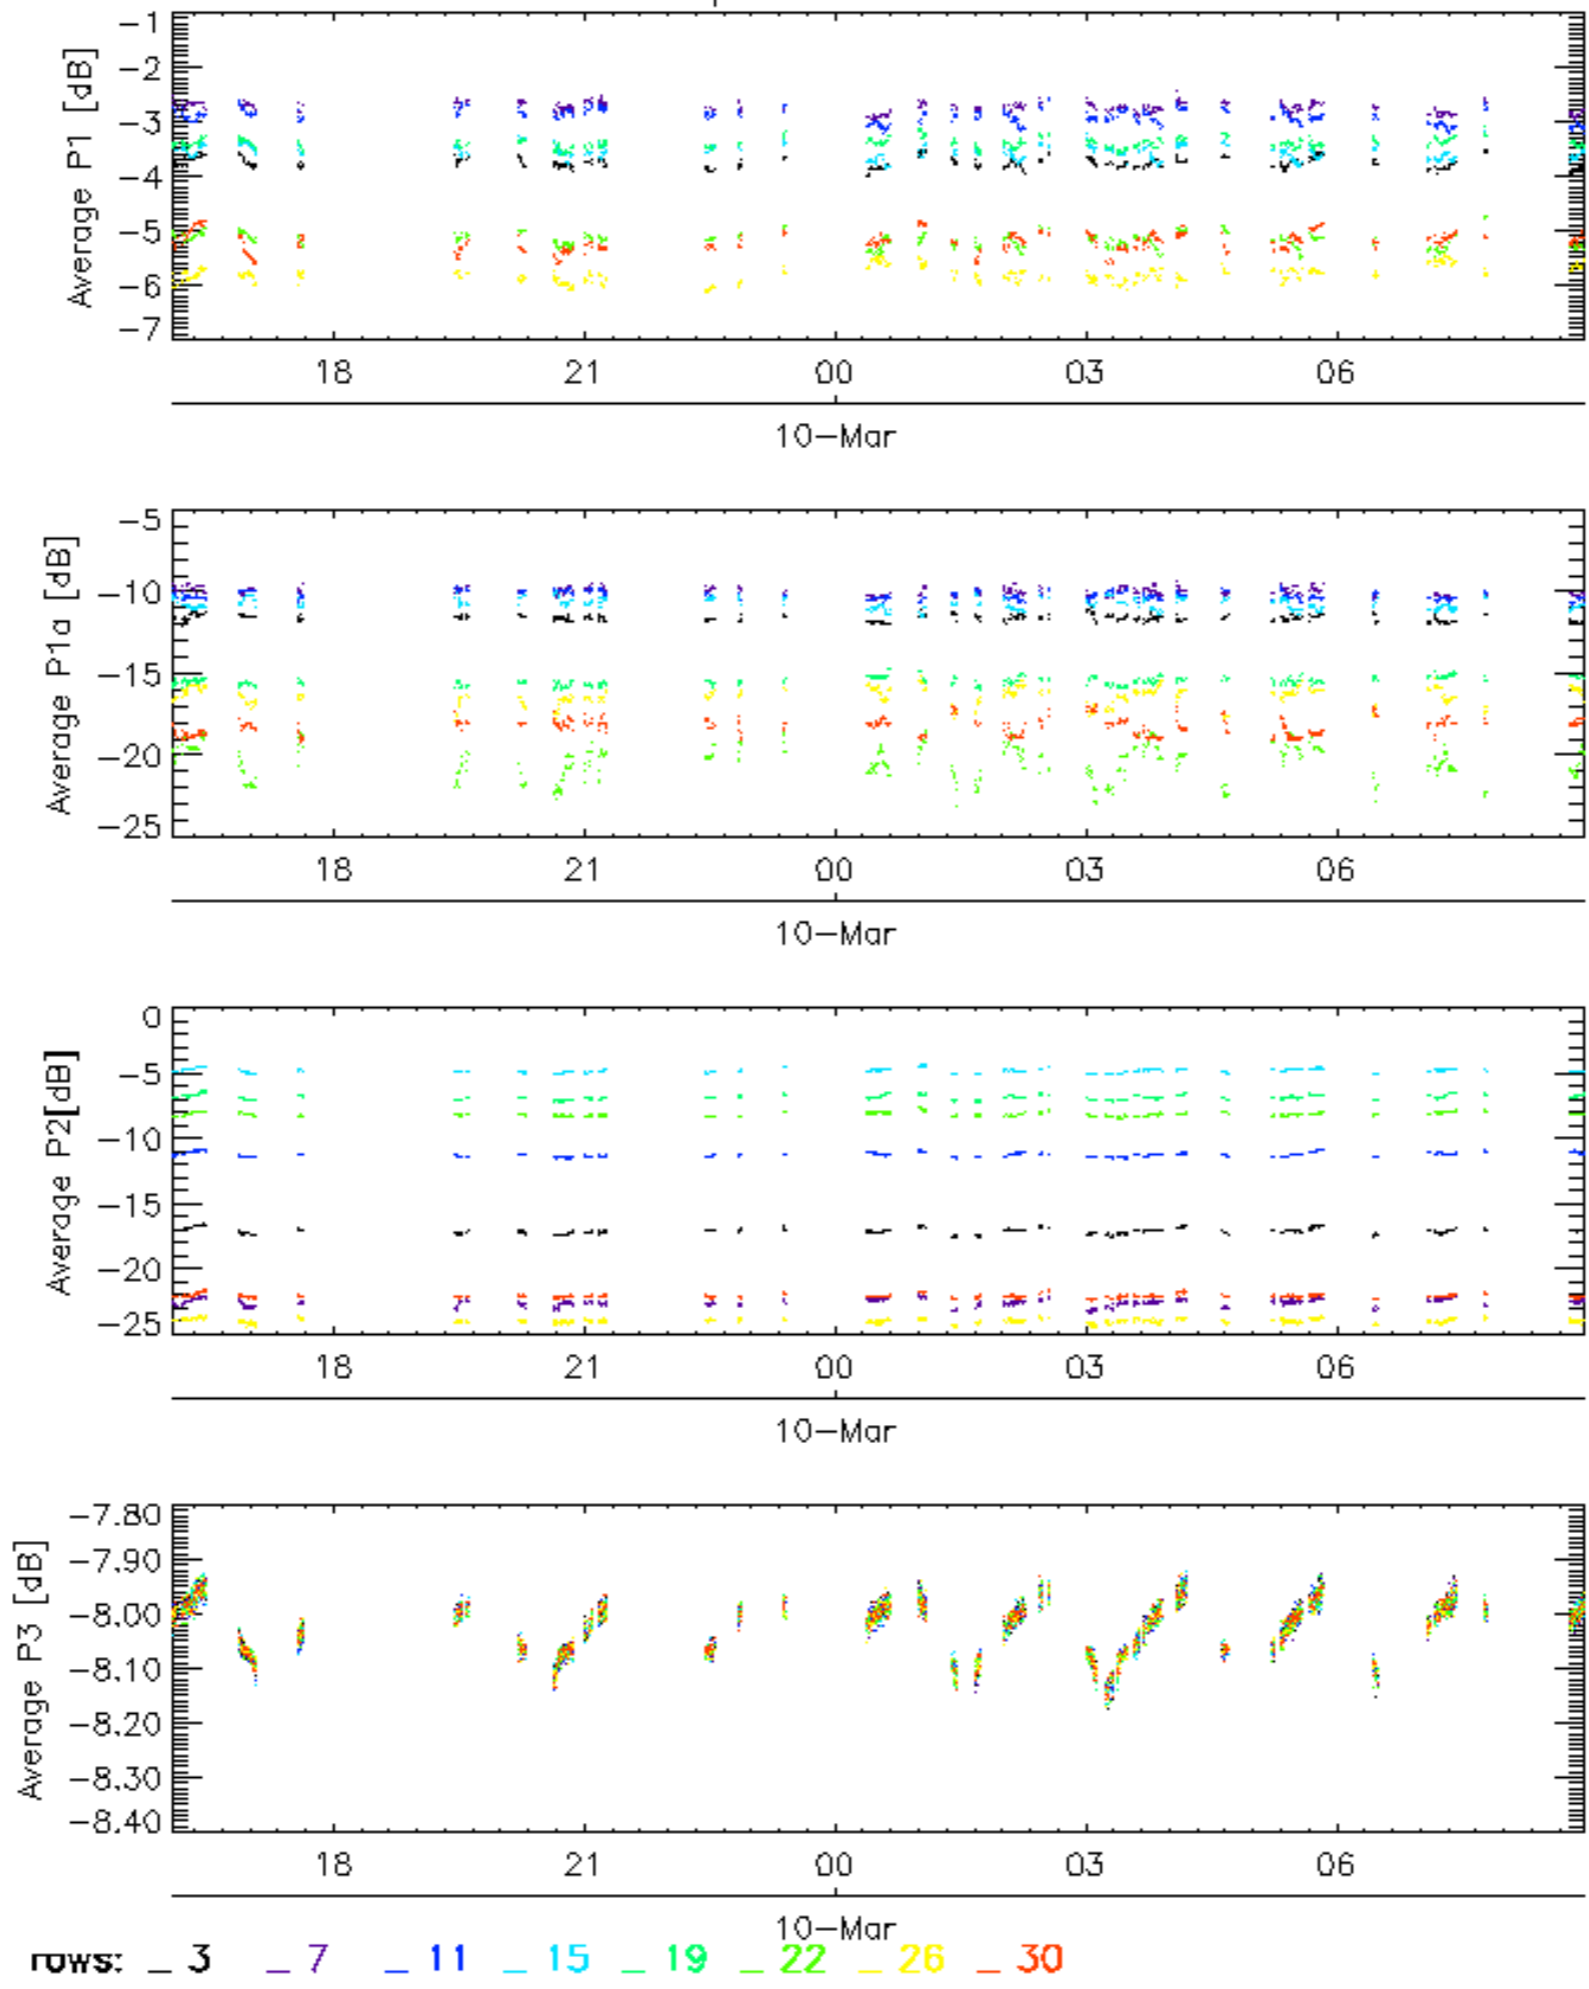 Average P1 [dB]
-1
-2
-3
-4
-5
-6
-7
18 21 00 03 06
10-Mar
Average P1a [dB]
-5
-10
-15
-20
-25
18 21 00 03 06
10-Mar
Average P2[dB]
0
-5
-10
-15
-20
-25
18 21 00 03 06
10-Mar
Average P3 [dB]
-7.80
-7.90
-8.00
-8.10
-8.20
-8.30
-8.40
18 21 00 03 06
10-Mar
rows: _ 3 _ 7 _ 11 _ 15 _ 19 _ 22 _ 26 _ 30